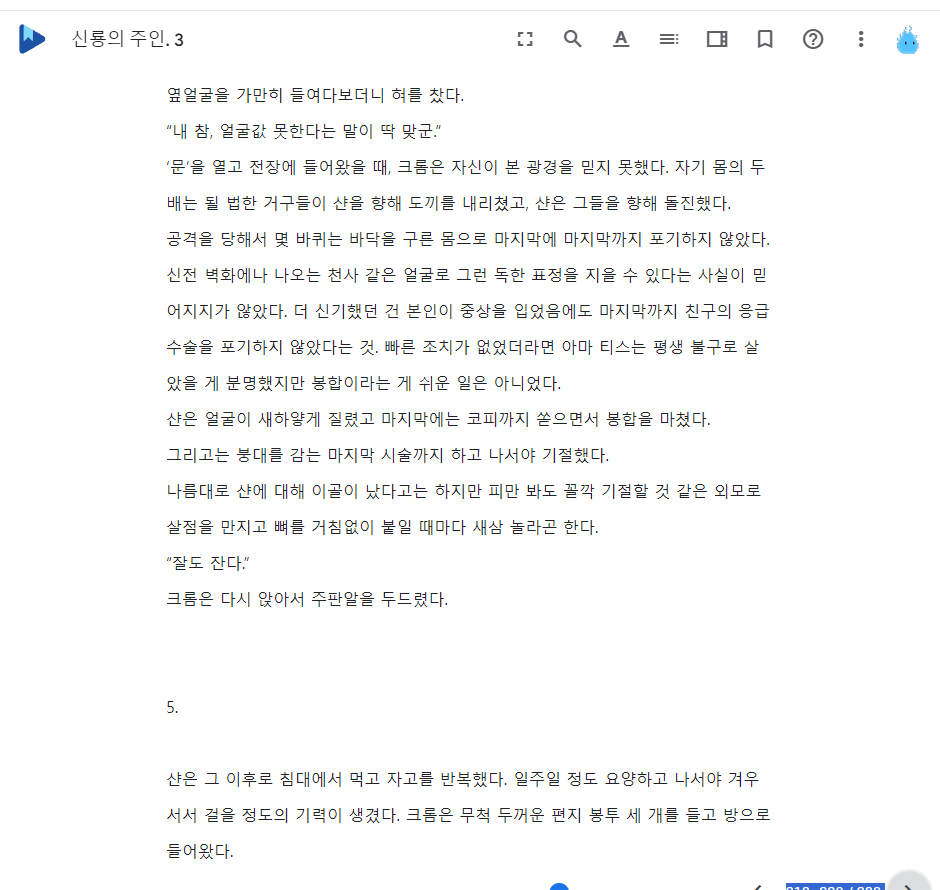 신룡의 주인. 3
옆얼굴을 가만히 들여다보더니 혀를 찼다.
“내 참, 얼굴값 못한다는 말이 딱 맞군.”
‘문’을 열고 전장에 들어왔을 때, 크롬은 자신이 본 광경을 믿지 못했다. 자기 몸의 두
배는 될 법한 거구들이 샨을 향해 도끼를 내리쳤고, 샨은 그들을 향해 돌진했다.
공격을 당해서 몇 바퀴는 바닥을 구른 몸으로 마지막에 마지막까지 포기하지 않았다.
신전 벽화에나 나오는 천사 같은 얼굴로 그런 독한 표정을 지을 수 있다는 사실이 믿
어지지가 않았다. 더 신기했던 건 본인이 중상을 입었음에도 마지막까지 친구의 응급
수술을 포기하지 않았다는 것. 빠른 조치가 없었더라면 아마 티스는 평생 불구로 살
았을 게 분명했지만 봉합이라는 게 쉬운 일은 아니었다.
샨은 얼굴이 새하얗게 질렸고 마지막에는 코피까지 쏟으면서 봉합을 마쳤다.
그리고는 붕대를 감는 마지막 시술까지 하고 나서야 기절했다.
나름대로 샨에 대해 이골이 났다고는 하지만 피만 봐도 꼴깍 기절할 것 같은 외모로
살점을 만지고 뼈를 거침없이 붙일 때마다 새삼 놀라곤 한다.
“잘도 잔다.”
크롬은 다시 앉아서 주판알을 두드렸다.
5.
샨은 그 이후로 침대에서 먹고 자고를 반복했다. 일주일 정도 요양하고 나서야 겨우
서서 걸을 정도의 기력이 생겼다. 크롬은 무척 두꺼운 편지 봉투 세 개를 들고 방으로
들어왔다.